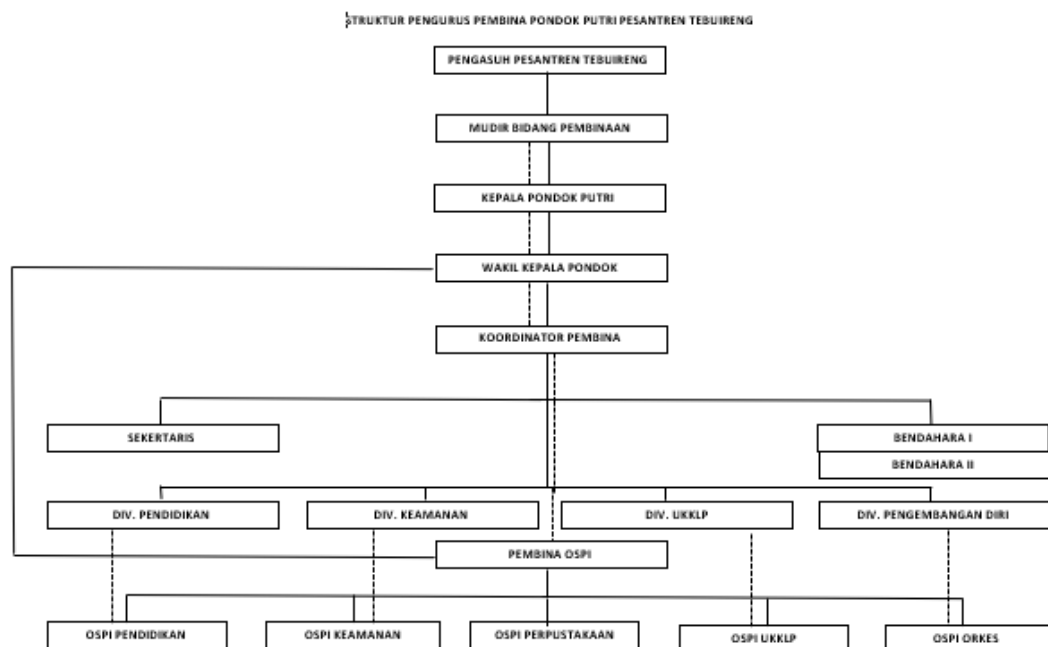 STRUKTUR PENGURUS PEMBINA PONDOK PUTRI PESANTREN TEBUIRENG
PENGASUH PESANTREN TEBUIRENG
MUDIR BIDANG PEMBINAAN
KEPALA PONDOK PUTRI
WAKIL KEPALA PONDOK
KOORDINATOR PEMBINA
SEKERTARIS
BENDAHARA I
BENDAHARA II
DIV. PENDIDIKAN
DIV. KEAMANAN
DIV. UKKLP
DIV. PENGEMBANGAN DIRI
PEMBINA OSPI
OSPI PENDIDIKAN
OSPI KEAMANAN
OSPI PERPUSTAKAAN
OSPI UKKLP
OSPI ORKES